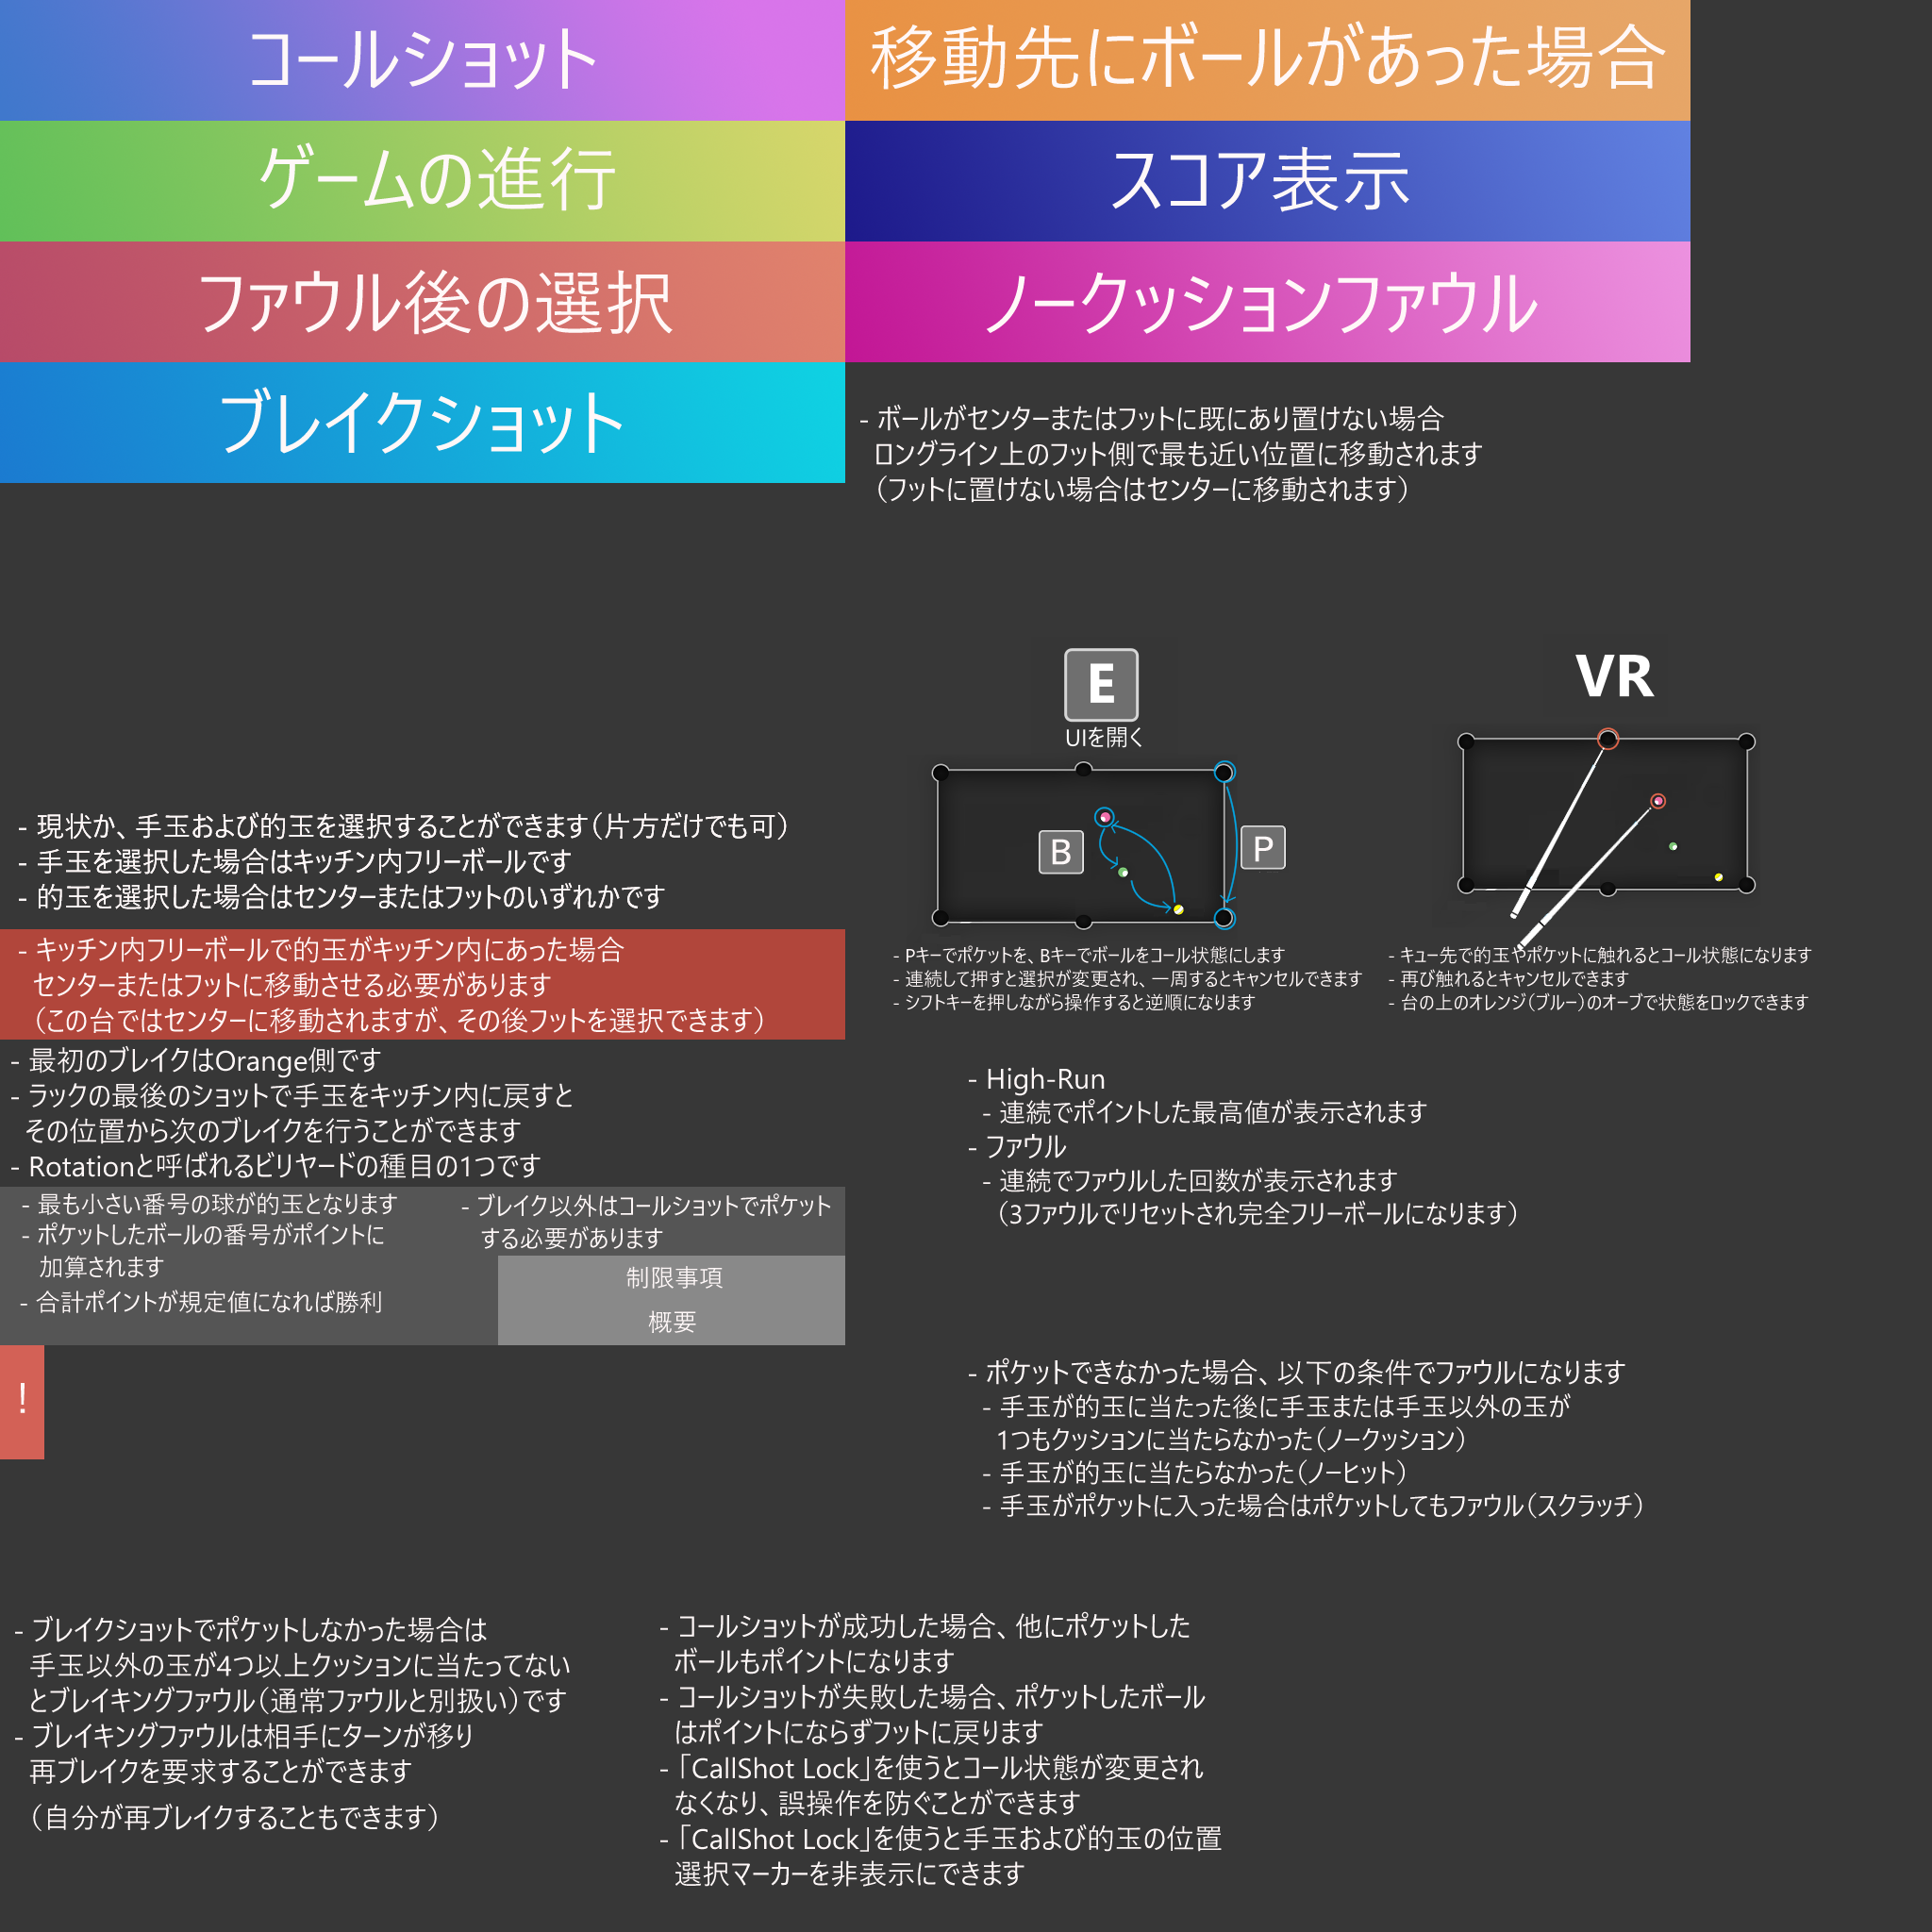 コールショット
移動先にボールがあった場合
ゲームの進行
スコア表示
ファウル後の選択
ノークッションファウル
ブレイクショット
- ボールがセンターまたはフットに既にあり置けない場合
ロングライン上のフット側で最も近い位置に移動されます
（フットに置けない場合はセンターに移動されます）
E
UIを開く
B
P
- Pキーでポケットを、Bキーでボールをコール状態にします
- 連続して押すと選択が変更され、一周するとキャンセルできます
- シフトキーを押しながら操作すると逆順になります
VR
- キュー先で的玉やポケットに触れるとコール状態になります
- 再び触れるとキャンセルできます
- 台の上のオレンジ（ブルー）のオーブで状態をロックできます
- 現状か、手玉および的玉を選択することができます（片方だけでも可）
- 手玉を選択した場合はキッチン内フリーボールです
- 的玉を選択した場合はセンターまたはフットのいずれかです
- キッチン内フリーボールで的玉がキッチン内にあった場合
センターまたはフットに移動させる必要があります
（この台ではセンターに移動されますが、その後フットを選択できます）
- 最初のブレイクはOrange側です
- ラックの最後のショットで手玉をキッチン内に戻すと
その位置から次のブレイクを行うことができます
- Rotationと呼ばれるビリヤードの種目の1つです
- 最も小さい番号の球が的玉となります
- ポケットしたボールの番号がポイントに
加算されます
- 合計ポイントが規定値になれば勝利
- ブレイク以外はコールショットでポケット
する必要があります
制限事項
概要
!
- High-Run
- 連続でポイントした最高値が表示されます
- ファウル
- 連続でファウルした回数が表示されます
（3ファウルでリセットされ完全フリーボールになります）
- ポケットできなかった場合、以下の条件でファウルになります
- 手玉が的玉に当たった後に手玉または手玉以外の玉が
1つもクッションに当たらなかった（ノークッション）
- 手玉が的玉に当たらなかった（ノーヒット）
- 手玉がポケットに入った場合はポケットしてもファウル（スクラッチ）
- ブレイクショットでポケットしなかった場合は
手玉以外の玉が4つ以上クッションに当たってない
とブレイキングファウル（通常ファウルと別扱い）です
- ブレイキングファウルは相手にターンが移り
再ブレイクを要求することができます
（自分が再ブレイクすることもできます）
- コールショットが成功した場合、他にポケットした
ボールもポイントになります
- コールショットが失敗した場合、ポケットしたボール
はポイントにならずフットに戻ります
- 「CallShot Lock」を使うとコール状態が変更され
なくなり、誤操作を防ぐことができます
- 「CallShot Lock」を使うと手玉および的玉の位置
選択マーカーを非表示にできます